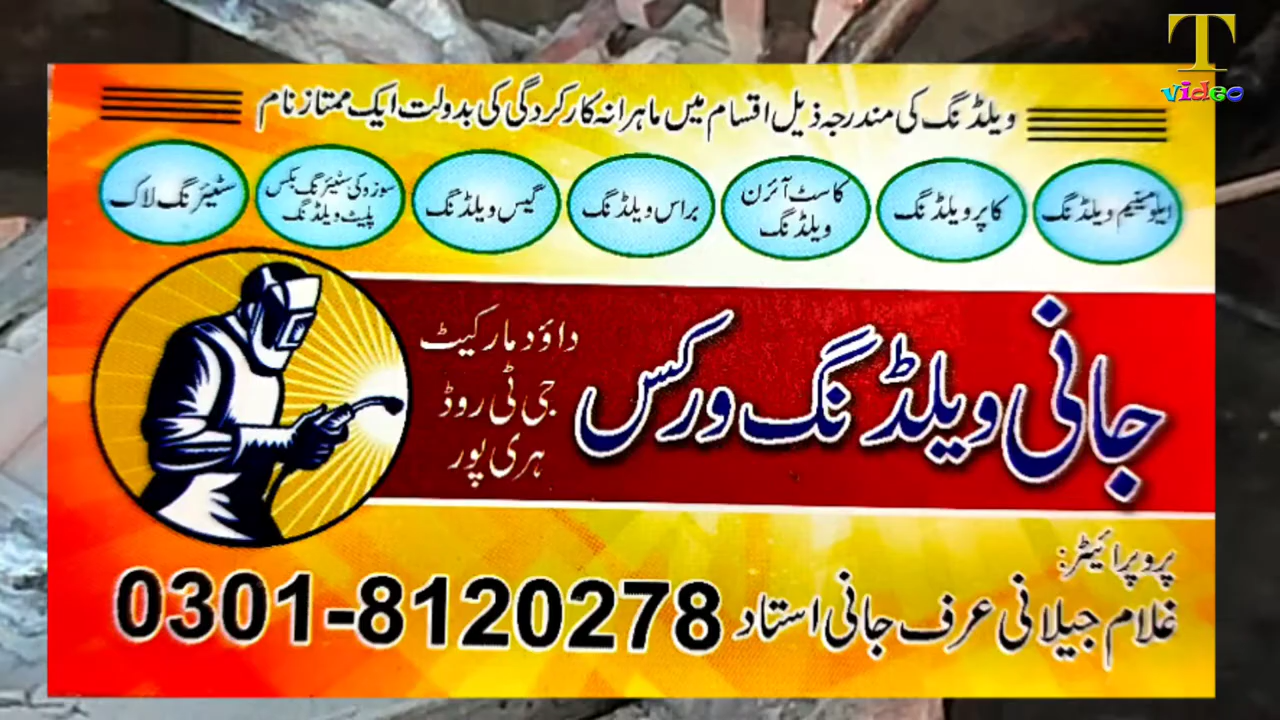 T
video
ویلڈنگ کی مندرجہ ذیل اقسام میں ماہرانہ کارکردگی کی بدولت ایک ممتاز نام
ایلومینیم ویلڈنگ
کاپر ویلڈنگ
کاسٹ آئرن
ویلڈنگ
براس ویلڈنگ
گیس ویلڈنگ
سوزوکی سٹیئرنگ بکس
پلیٹ ویلڈنگ
سٹیئرنگ لاک
جانی ویلڈنگ ورکس
داؤد مارکیٹ
جی ٹی روڈ
ہری پور
پروپرائیٹر:
غلام جیلانی عرف جانی استاد 0301-8120278